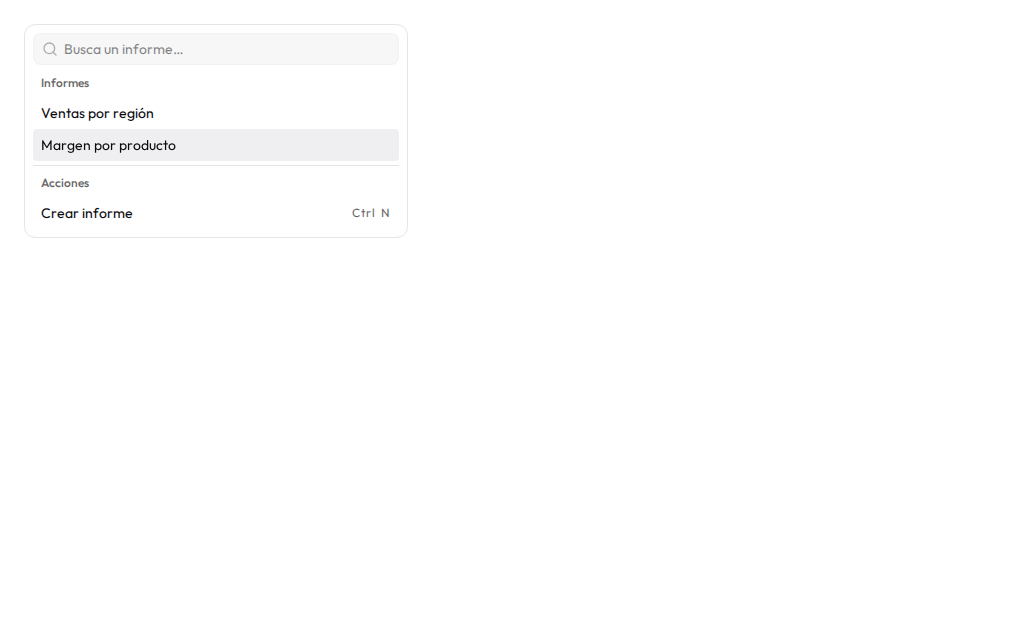 Busca un informe…
Informes
Ventas por región
Margen por producto
Acciones
Crear informe Ctrl N